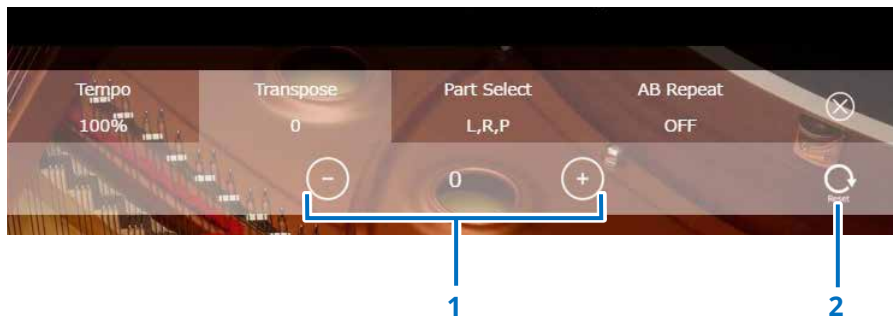 Tempo Transpose Part Select AB Repeat
100% 0 L,R,P OFF
− 0 +
Reset
1 2